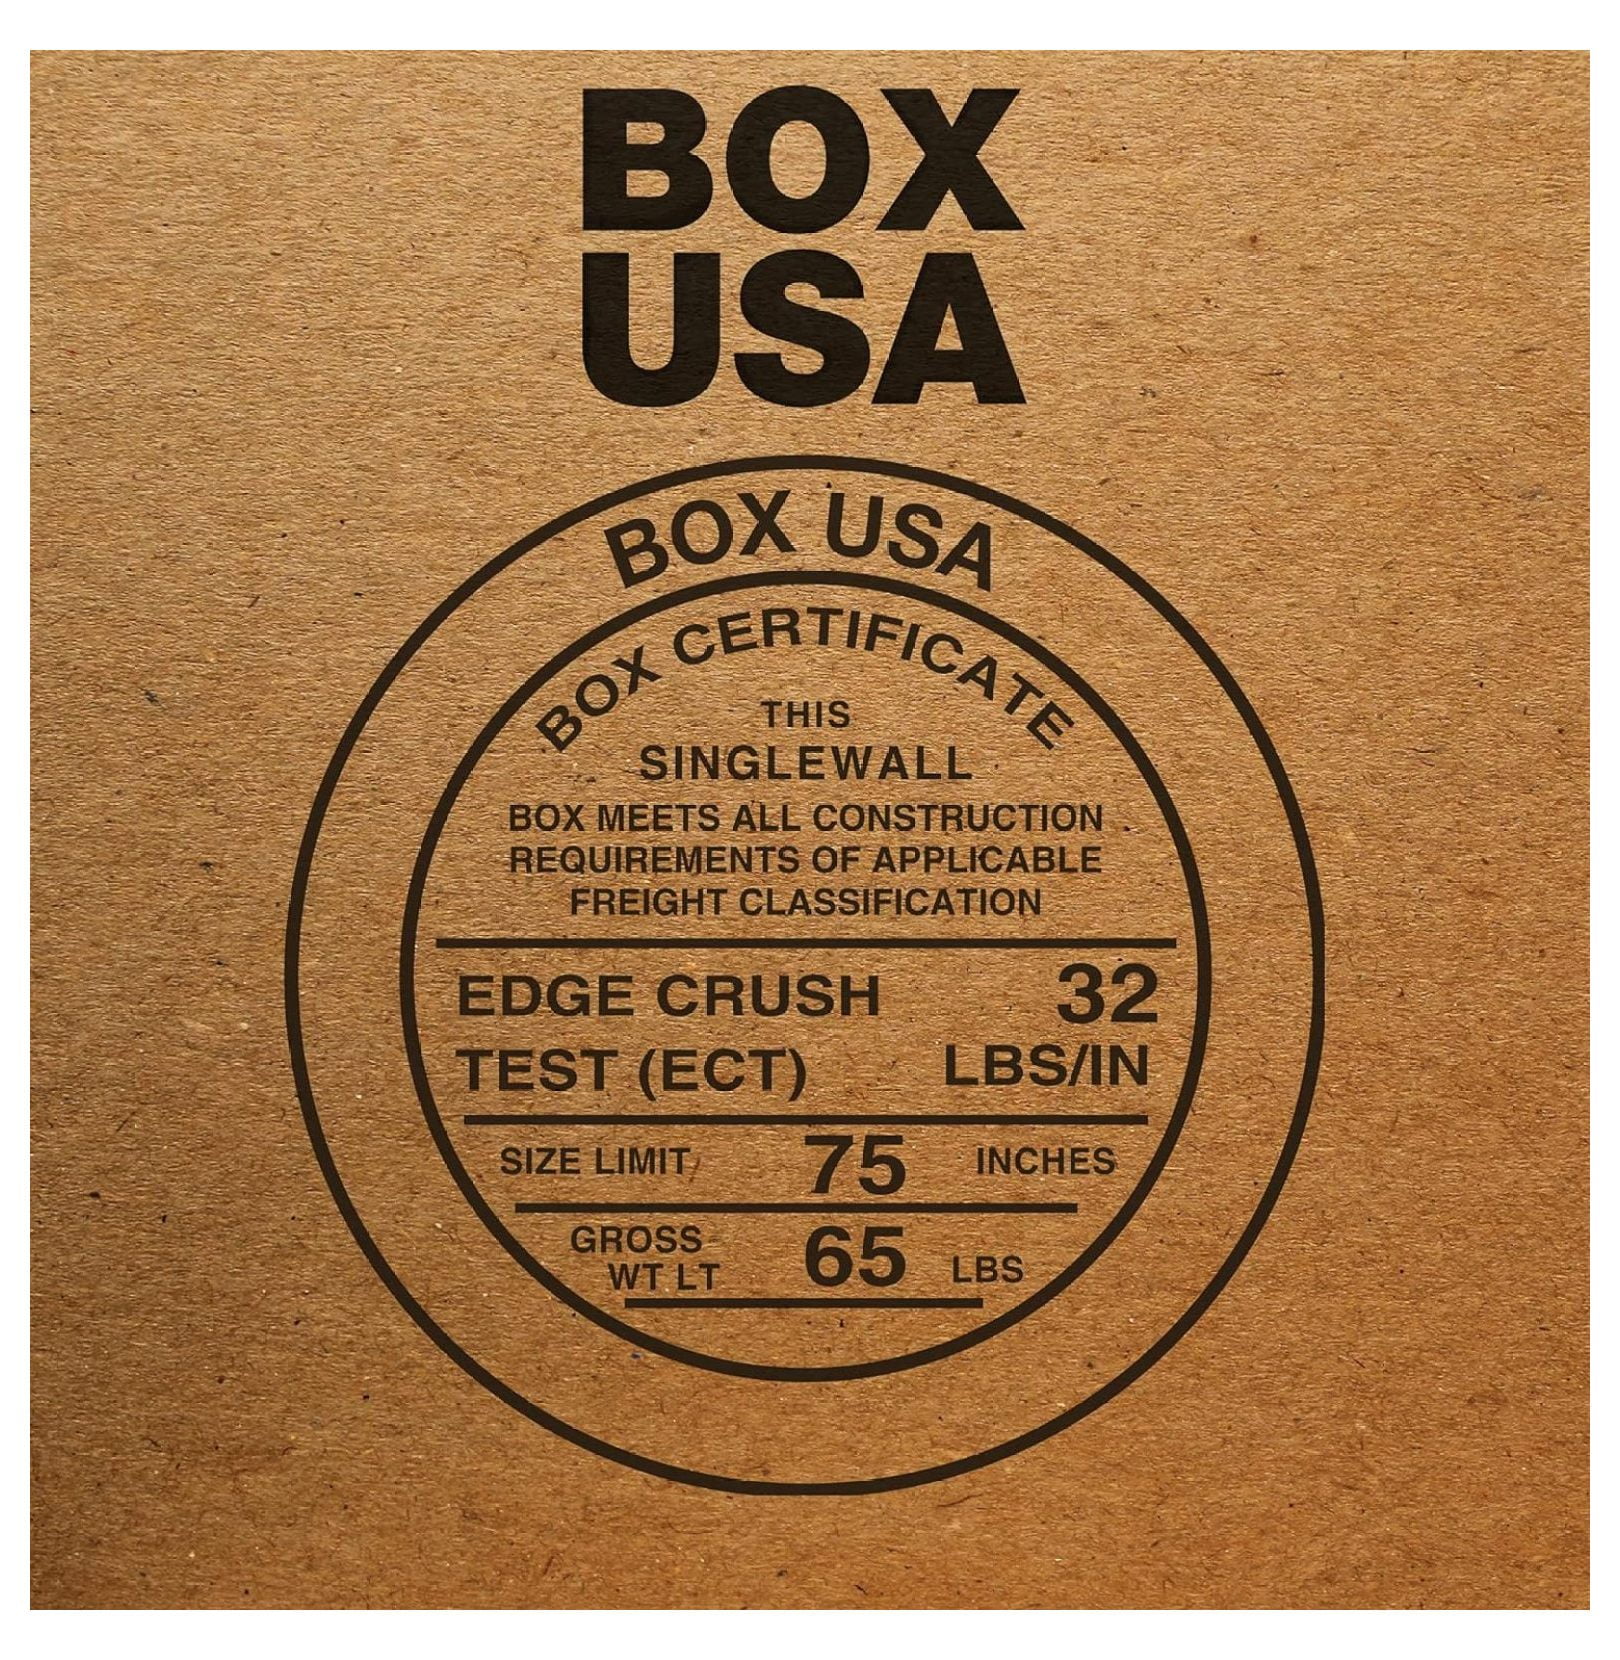 BOX
USA
BOX USA
BOX CERTIFICATE
THIS
SINGLEWALL
BOX MEETS ALL CONSTRUCTION
REQUIREMENTS OF APPLICABLE
FREIGHT CLASSIFICATION
EDGE CRUSH 32
TEST (ECT) LBS/IN
SIZE LIMIT 75 INCHES
GROSS
WT LT 65 LBS